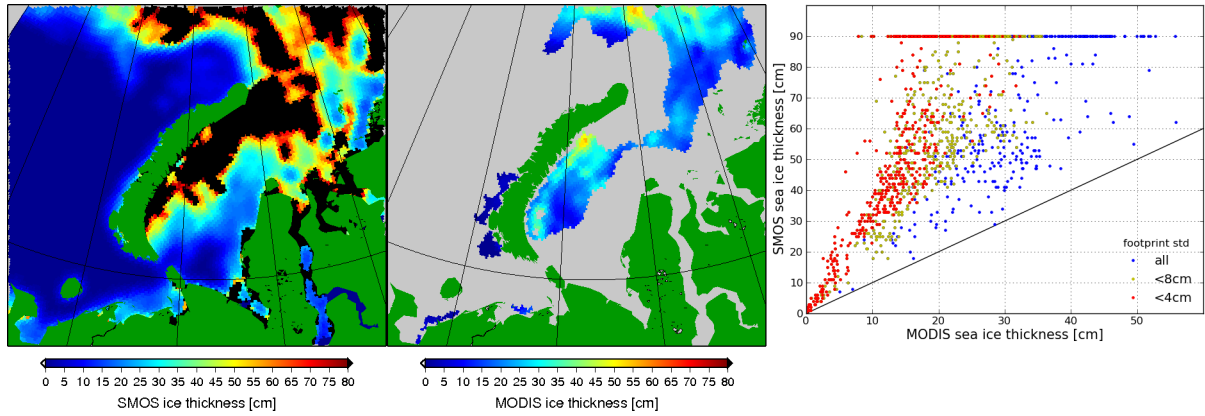 0 5 10 15 20 25 30 35 40 45 50 55 60 65 70 75 80
SMOS ice thickness [cm]
0 5 10 15 20 25 30 35 40 45 50 55 60 65 70 75 80
MODIS ice thickness [cm]
90
80
70
60
50
40
30
20
10
0
SMOS sea ice thickness [cm]
footprint std
all
<8cm
<4cm
0 10 20 30 40 50
MODIS sea ice thickness [cm]